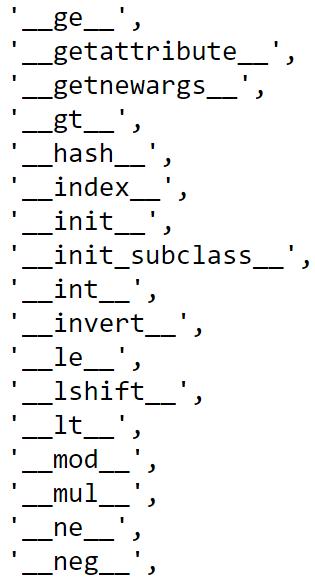 '__ge__',
'__getattribute__',
'__getnewargs__',
'__gt__',
'__hash__',
'__index__',
'__init__',
'__init_subclass__',
'__int__',
'__invert__',
'__le__',
'__lshift__',
'__lt__',
'__mod__',
'__mul__',
'__ne__',
'__neg__',